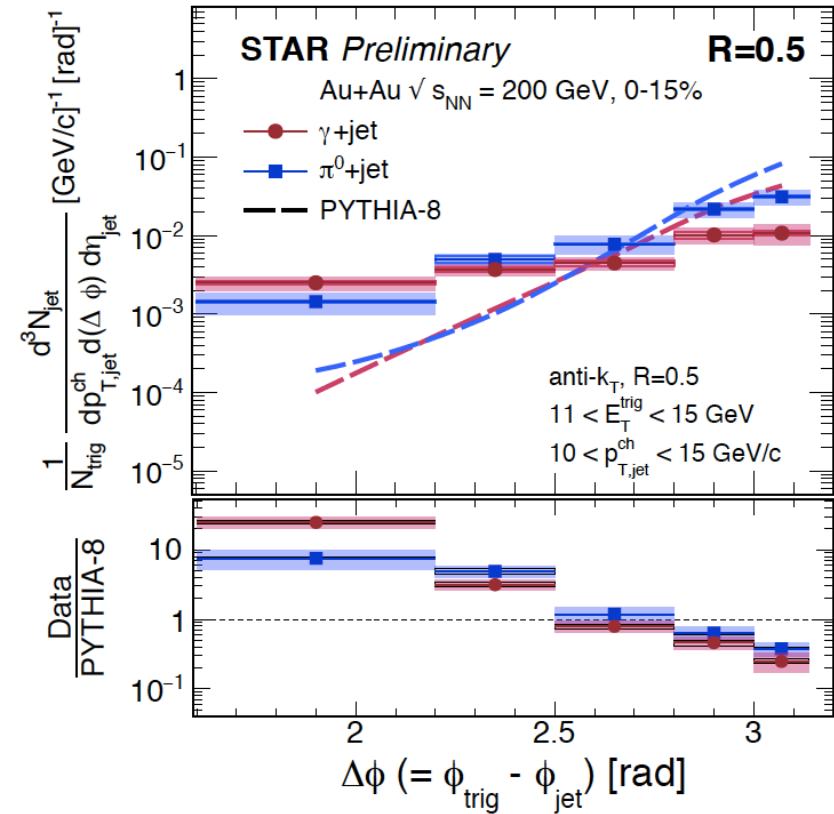 STAR Preliminary R=0.5
Au+Au √ s_NN = 200 GeV, 0-15%
γ+jet
π⁰+jet
PYTHIA-8
anti-k_T, R=0.5
11 < E_T^trig < 15 GeV
10 < p_T,jet^ch < 15 GeV/c
1
10⁻¹
10⁻²
10⁻³
10⁻⁴
10⁻⁵
1/N_trig d³N_jet/dp_T,jet^ch d(Δ φ) dη_jet [GeV/c]⁻¹ [rad]⁻¹
10
1
10⁻¹
Data
PYTHIA-8
2 2.5 3
Δϕ (= ϕ_trig - ϕ_jet) [rad]